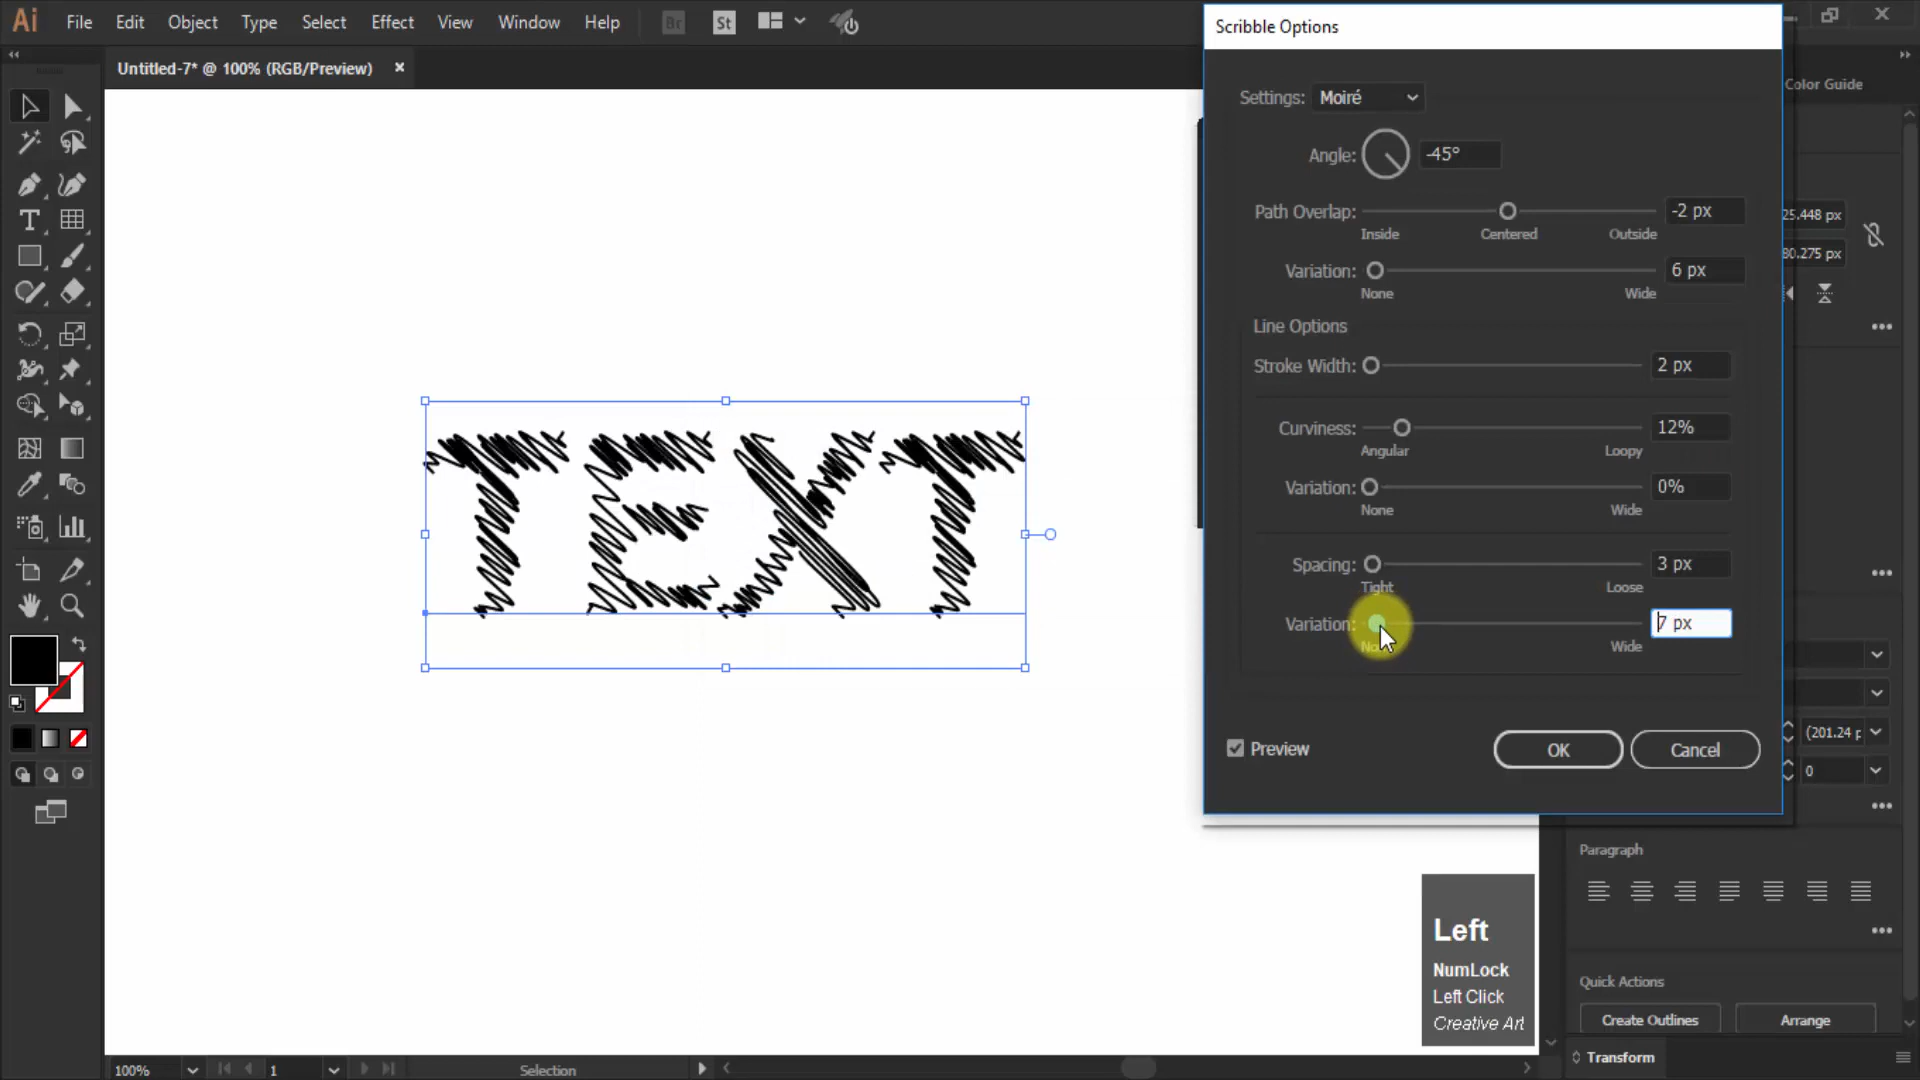 Ai File Edit Object Type Select Effect View Window Help Br St
Untitled-7* @ 100% (RGB/Preview) ×
Scribble Options
Settings: Moiré
Angle: -45°
Path Overlap: -2 px
Inside Centered Outside
Variation: 6 px
None Wide
Line Options
Stroke Width: 2 px
Curviness: 12%
Angular Loopy
Variation: 0%
None Wide
Spacing: 3 px
Tight Loose
Variation: 7 px
Wide
Preview OK Cancel
TEXT
Color Guide
25.448 px
80.275 px
(201.24 p
0
Paragraph
Quick Actions
Create Outlines Arrange
Transform
Left
NumLock
Left Click
Creative Art
100% 1 Selection